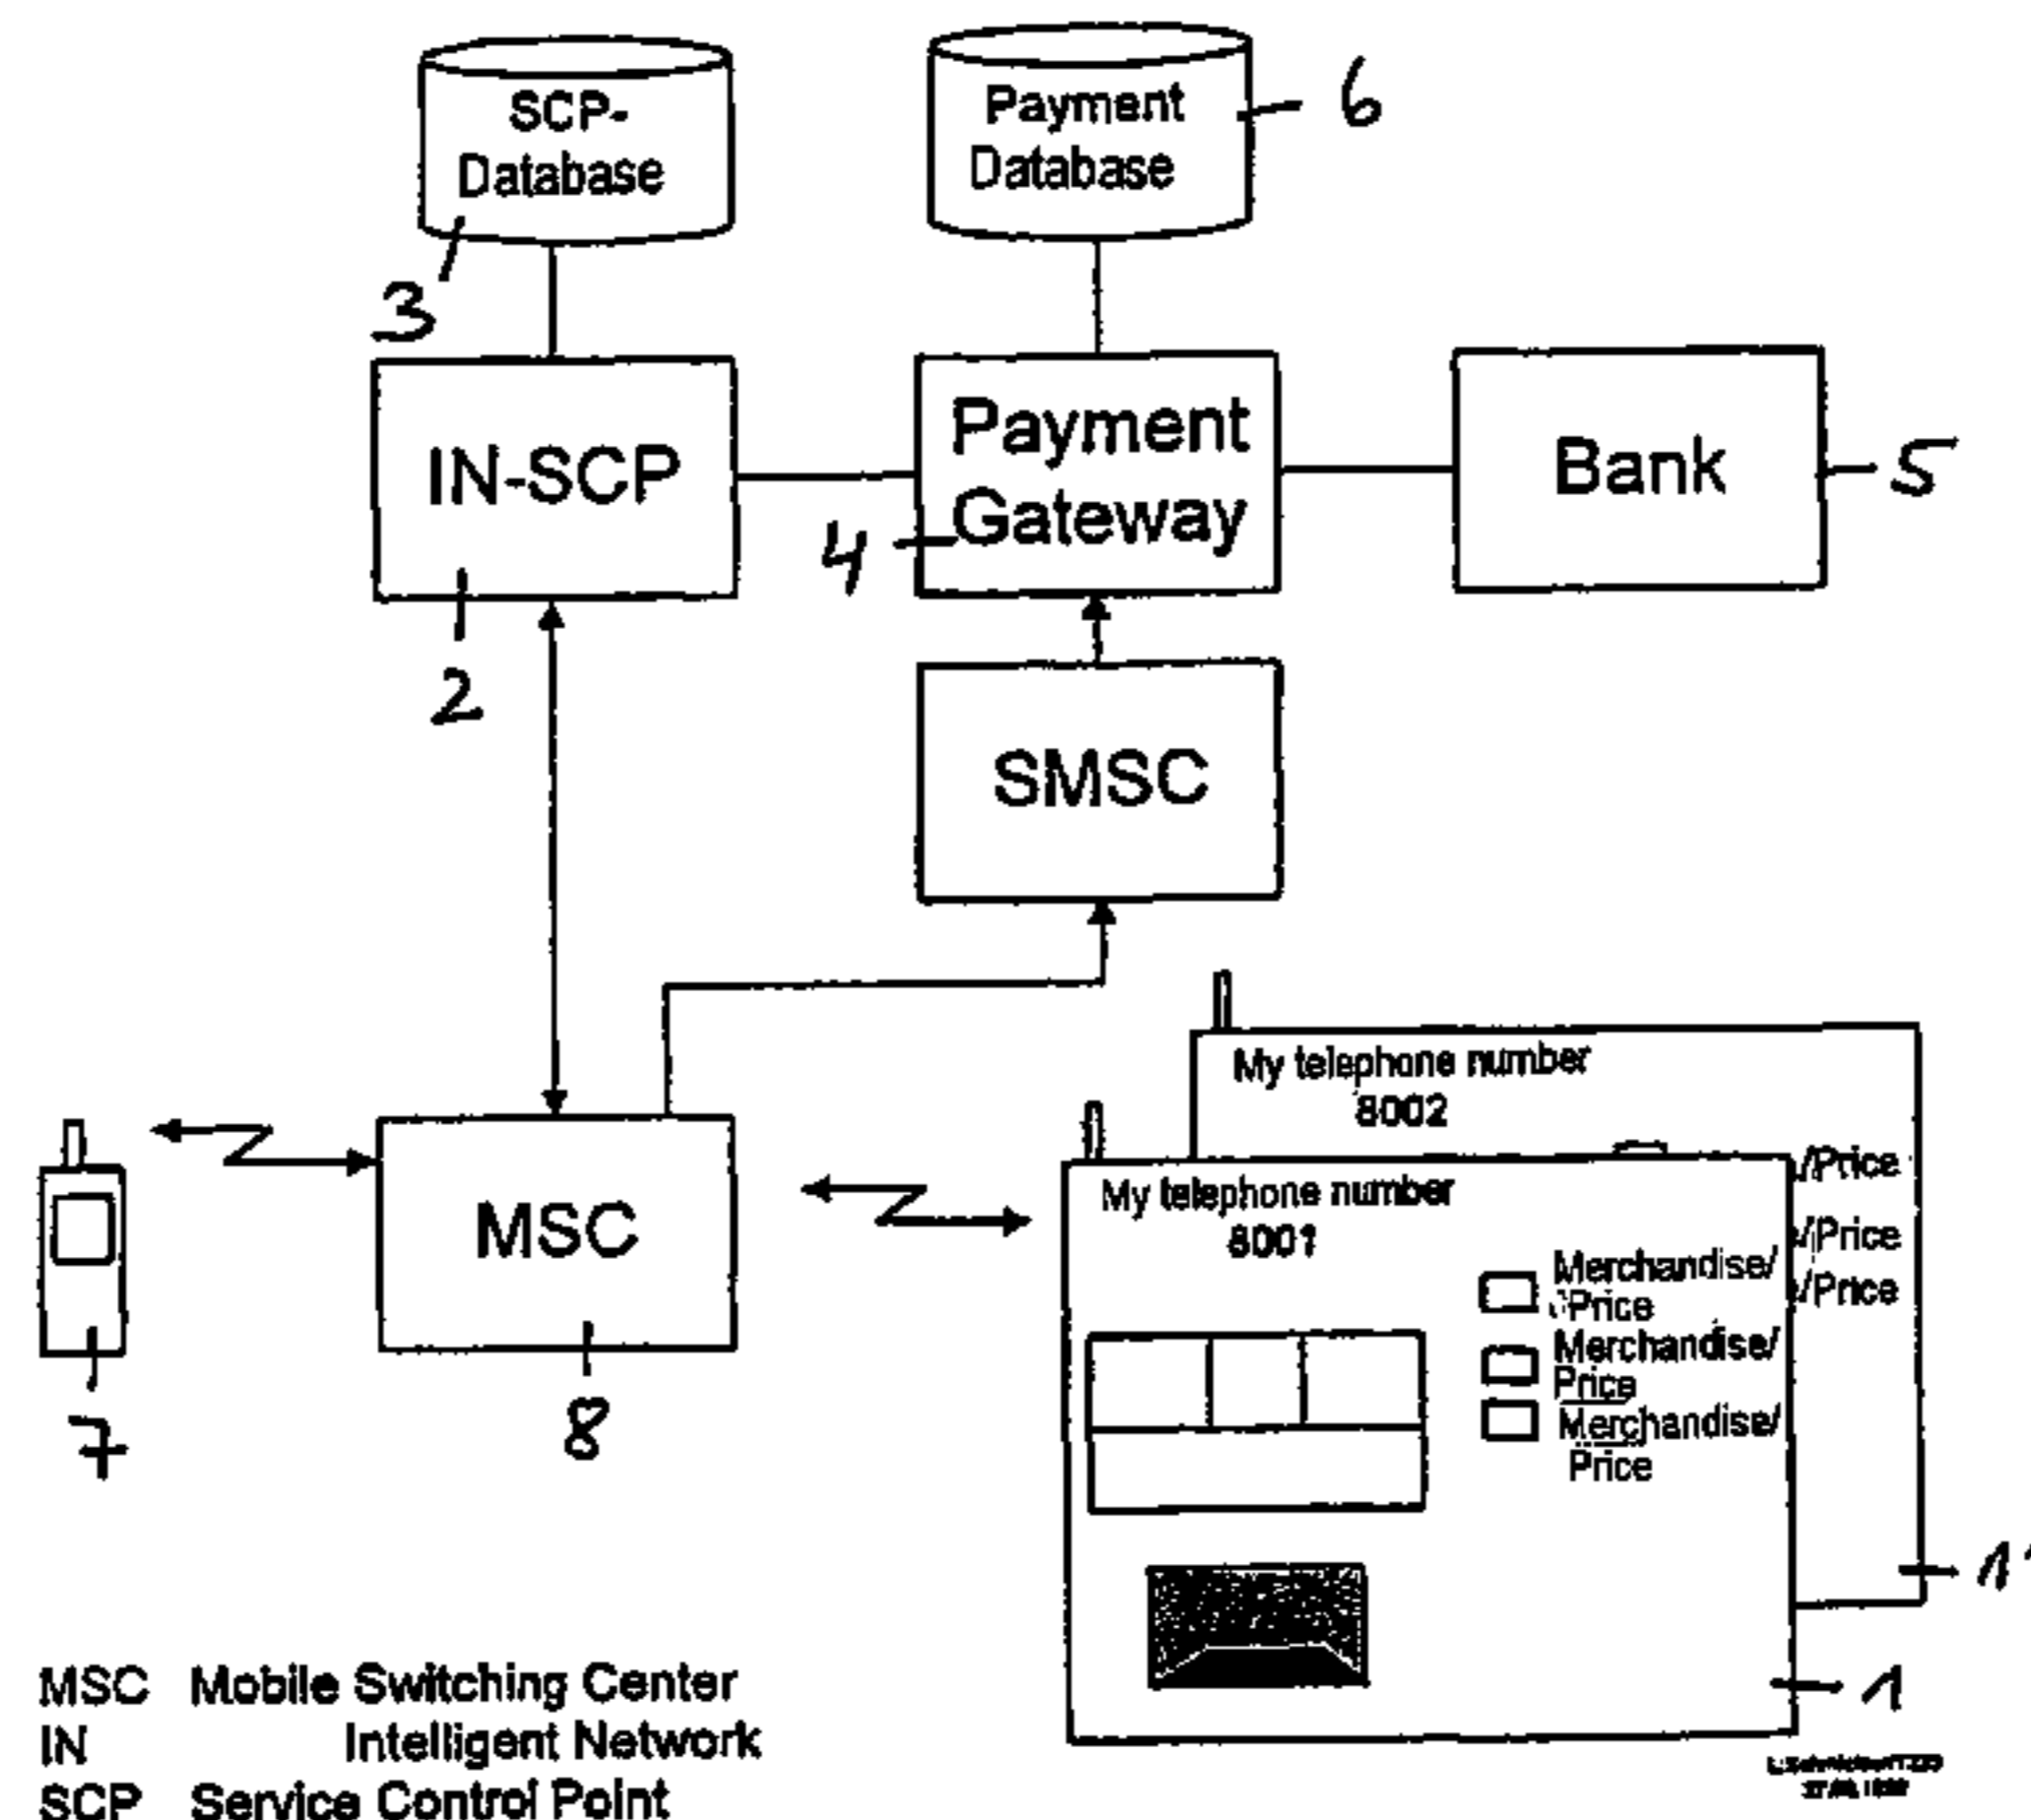 SCP-
Database
3
Payment
Database
6
IN-SCP
2
Payment
Gateway
4
Bank
5
SMSC
MSC
8
7
My telephone number
8002
/Price
/Price
/Price
11
My telephone number
8001
Merchandise/
Price
Merchandise/
Price
Merchandise/
Price
1
MSC Mobile Switching Center
IN Intelligent Network
SCP Service Control Point